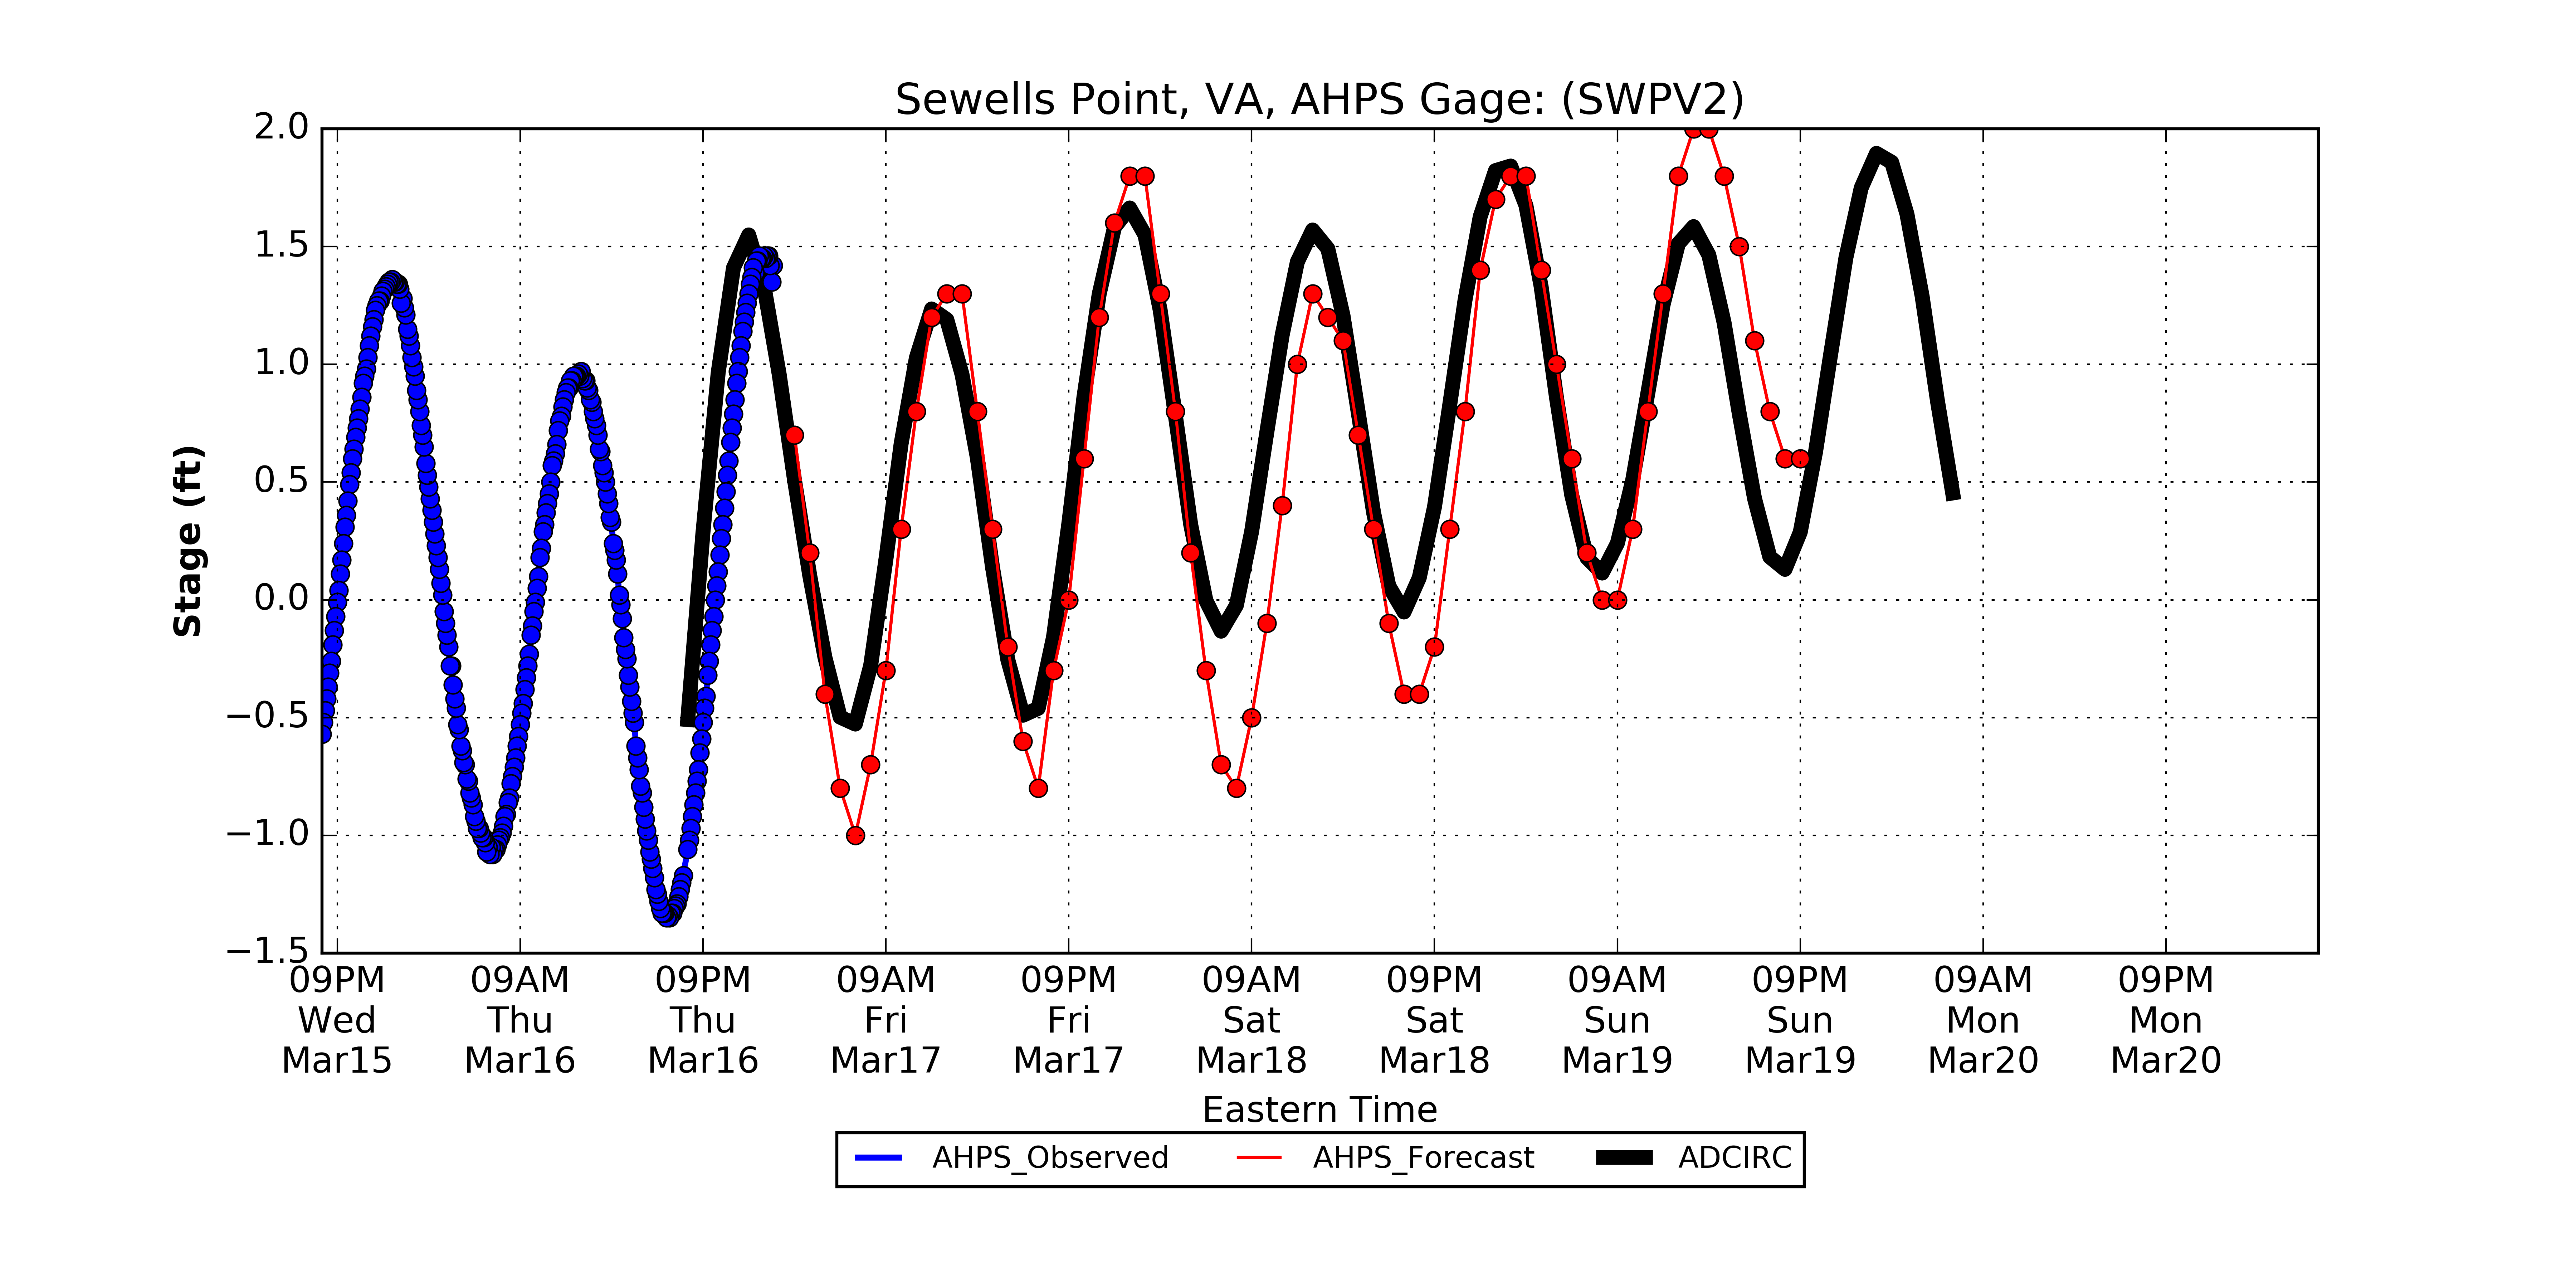 Sewells Point, VA, AHPS Gage: (SWPV2)
2.0
1.5
1.0
0.5
0.0
−0.5
−1.0
−1.5
Stage (ft)
09PM 09AM 09PM 09AM 09PM 09AM 09PM 09AM 09PM 09AM 09PM
Wed Thu Thu Fri Fri Sat Sat Sun Sun Mon Mon
Mar15 Mar16 Mar16 Mar17 Mar17 Mar18 Mar18 Mar19 Mar19 Mar20 Mar20
Eastern Time
AHPS_Observed AHPS_Forecast ADCIRC